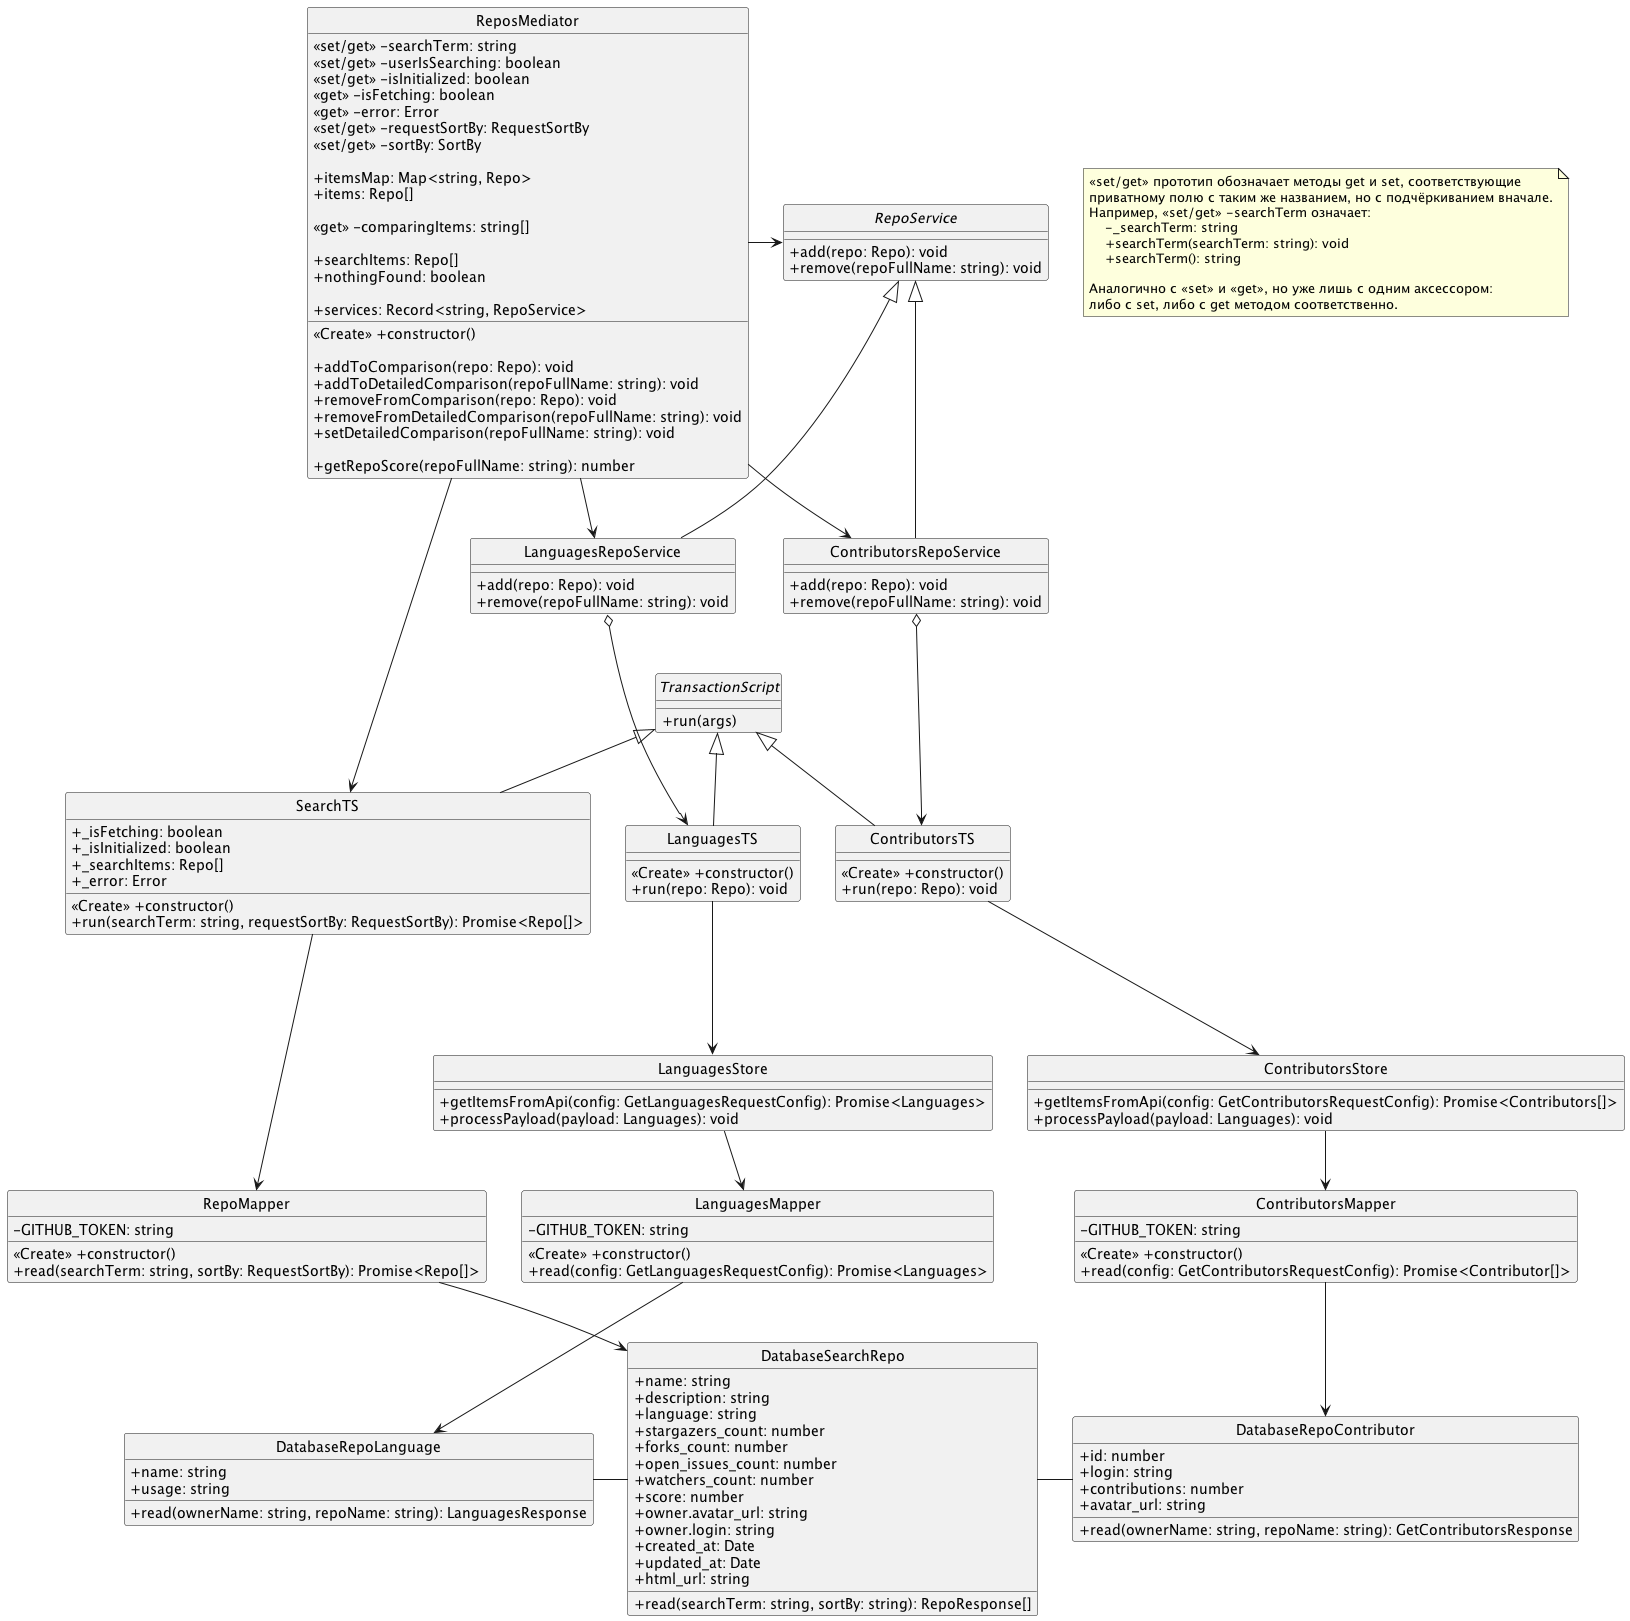 ReposMediator
«set/get» -searchTerm: string
«set/get» -userIsSearching: boolean
«set/get» -isInitialized: boolean
«get» -isFetching: boolean
«get» -error: Error
«set/get» -requestSortBy: RequestSortBy
«set/get» -sortBy: SortBy
+itemsMap: Map<string, Repo>
+items: Repo[]
«get» -comparingItems: string[]
+searchItems: Repo[]
+nothingFound: boolean
+services: Record<string, RepoService>
«Create» +constructor()
+addToComparison(repo: Repo): void
+addToDetailedComparison(repoFullName: string): void
+removeFromComparison(repo: Repo): void
+removeFromDetailedComparison(repoFullName: string): void
+setDetailedComparison(repoFullName: string): void
+getRepoScore(repoFullName: string): number
RepoService
+add(repo: Repo): void
+remove(repoFullName: string): void
«set/get» прототип обозначает методы get и set, соответствующие
приватному полю с таким же названием, но с подчёркиванием вначале.
Например, «set/get» -searchTerm означает:
-_searchTerm: string
+searchTerm(searchTerm: string): void
+searchTerm(): string
Аналогично с «set» и «get», но уже лишь с одним аксессором:
либо с set, либо с get методом соответственно.
LanguagesRepoService
+add(repo: Repo): void
+remove(repoFullName: string): void
ContributorsRepoService
+add(repo: Repo): void
+remove(repoFullName: string): void
TransactionScript
+run(args)
SearchTS
+_isFetching: boolean
+_isInitialized: boolean
+_searchItems: Repo[]
+_error: Error
«Create» +constructor()
+run(searchTerm: string, requestSortBy: RequestSortBy): Promise<Repo[]>
LanguagesTS
«Create» +constructor()
+run(repo: Repo): void
ContributorsTS
«Create» +constructor()
+run(repo: Repo): void
LanguagesStore
+getItemsFromApi(config: GetLanguagesRequestConfig): Promise<Languages>
+processPayload(payload: Languages): void
ContributorsStore
+getItemsFromApi(config: GetContributorsRequestConfig): Promise<Contributors[]>
+processPayload(payload: Languages): void
RepoMapper
-GITHUB_TOKEN: string
«Create» +constructor()
+read(searchTerm: string, sortBy: RequestSortBy): Promise<Repo[]>
LanguagesMapper
-GITHUB_TOKEN: string
«Create» +constructor()
+read(config: GetLanguagesRequestConfig): Promise<Languages>
ContributorsMapper
-GITHUB_TOKEN: string
«Create» +constructor()
+read(config: GetContributorsRequestConfig): Promise<Contributor[]>
DatabaseRepoLanguage
+name: string
+usage: string
+read(ownerName: string, repoName: string): LanguagesResponse
DatabaseSearchRepo
+name: string
+description: string
+language: string
+stargazers_count: number
+forks_count: number
+open_issues_count: number
+watchers_count: number
+score: number
+owner.avatar_url: string
+owner.login: string
+created_at: Date
+updated_at: Date
+html_url: string
+read(searchTerm: string, sortBy: string): RepoResponse[]
DatabaseRepoContributor
+id: number
+login: string
+contributions: number
+avatar_url: string
+read(ownerName: string, repoName: string): GetContributorsResponse